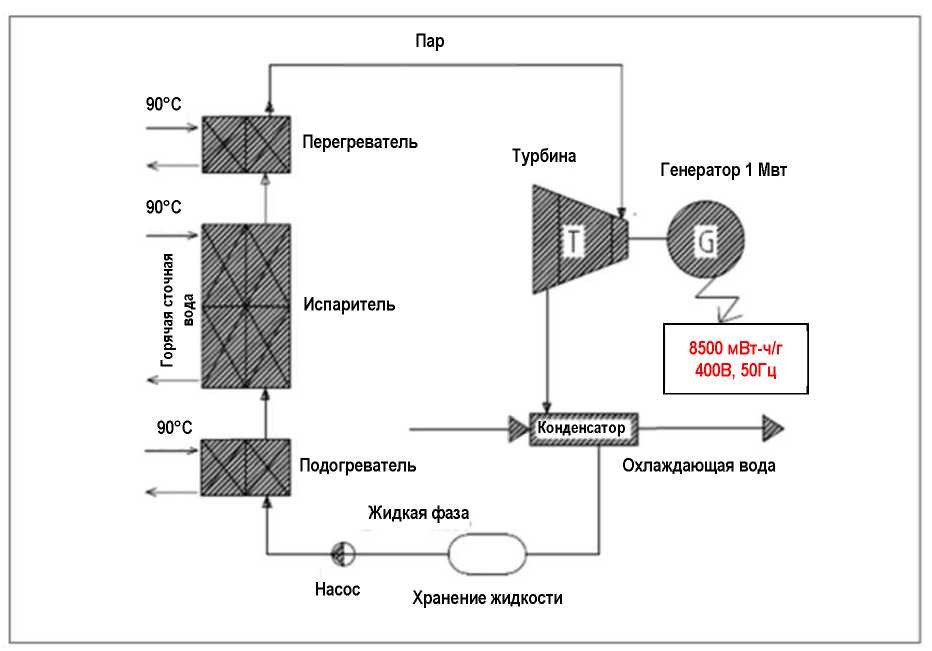 Пар
90°C
Перегреватель
Турбина
Генератор 1 Мвт
T
G
90°C
Горячая сточная
вода
Испаритель
8500 мВт-ч/г
400В, 50Гц
90°C
Конденсатор
Подогреватель
Охлаждающая вода
Жидкая фаза
Насос
Хранение жидкости